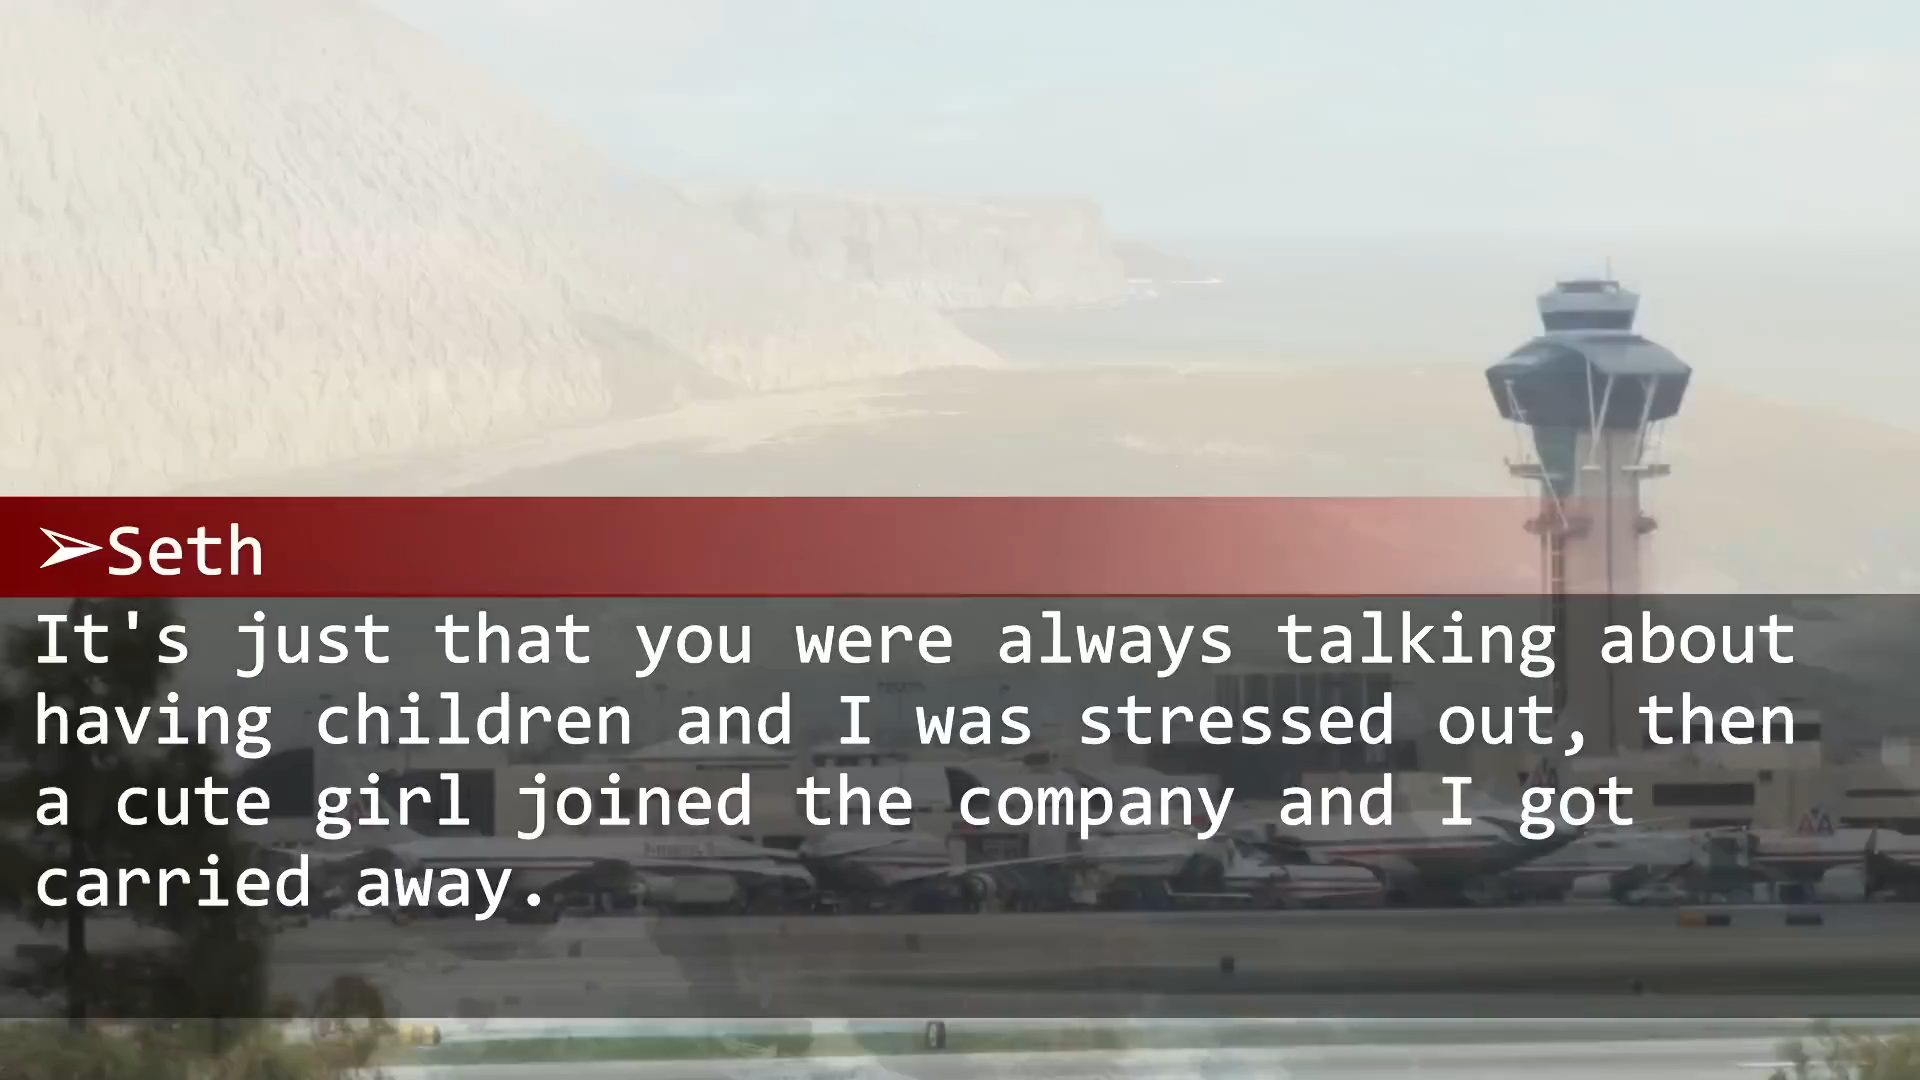 ➢Seth
It's just that you were always talking about
having children and I was stressed out, then
a cute girl joined the company and I got
carried away.